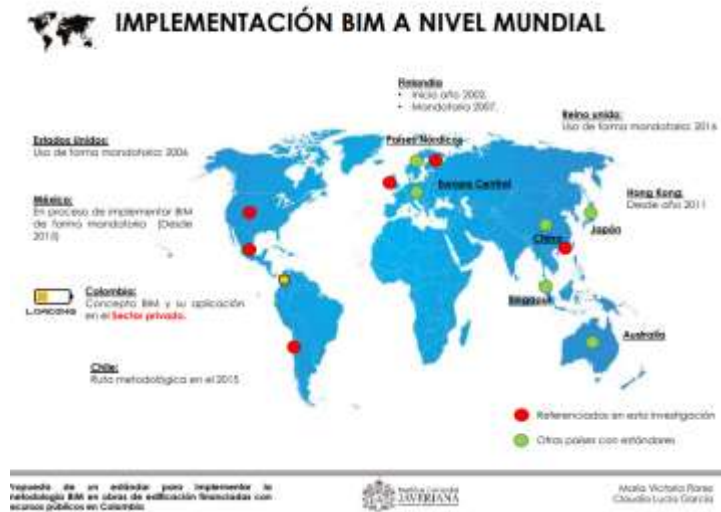 IMPLEMENTACIÓN BIM A NIVEL MUNDIAL
Finlandia
• Inicio año 2002.
• Mandatorio 2007.
Reino unido:
Uso de forma mandatoria: 2016
Estados Unidos:
Uso de forma mandatoria: 2006
Países Nórdicos
Europa Central
México:
En proceso de implementar BIM
de forma mandatoria (Desde
Hong Kong:
Desde año 2011
Japón
China
Colombia:
Concepto BIM y su aplicación
en el Sector privado.
LOADING
Australia
Chile:
Ruta metodológica en el 2015
Referenciados en esta investigación
Otros países con estándares
Propuesta de un estándar para implementar la
metodología BIM en obras de edificación financiadas con
recursos públicos en Colombia
JAVERIANA
María Victoria Flórez
Claudia Lucía García